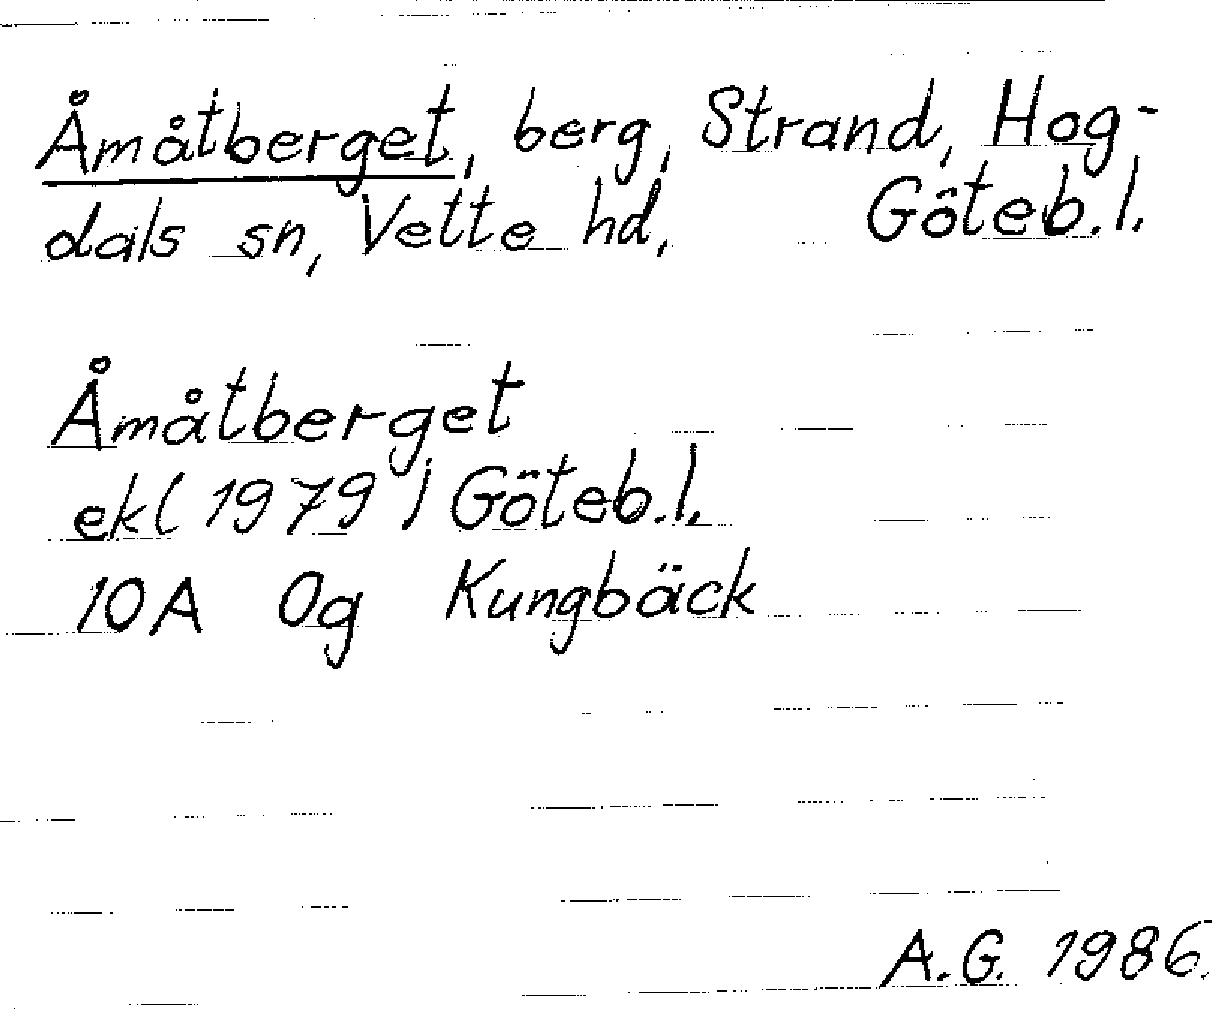 Åmåtberget, berg, Strand, Hog-
dals sn, Vette hd, Göteb.l.
Åmåtberget
ekl 1979 i Göteb.l.
10A 0g Kungbäck
A.G. 1986.